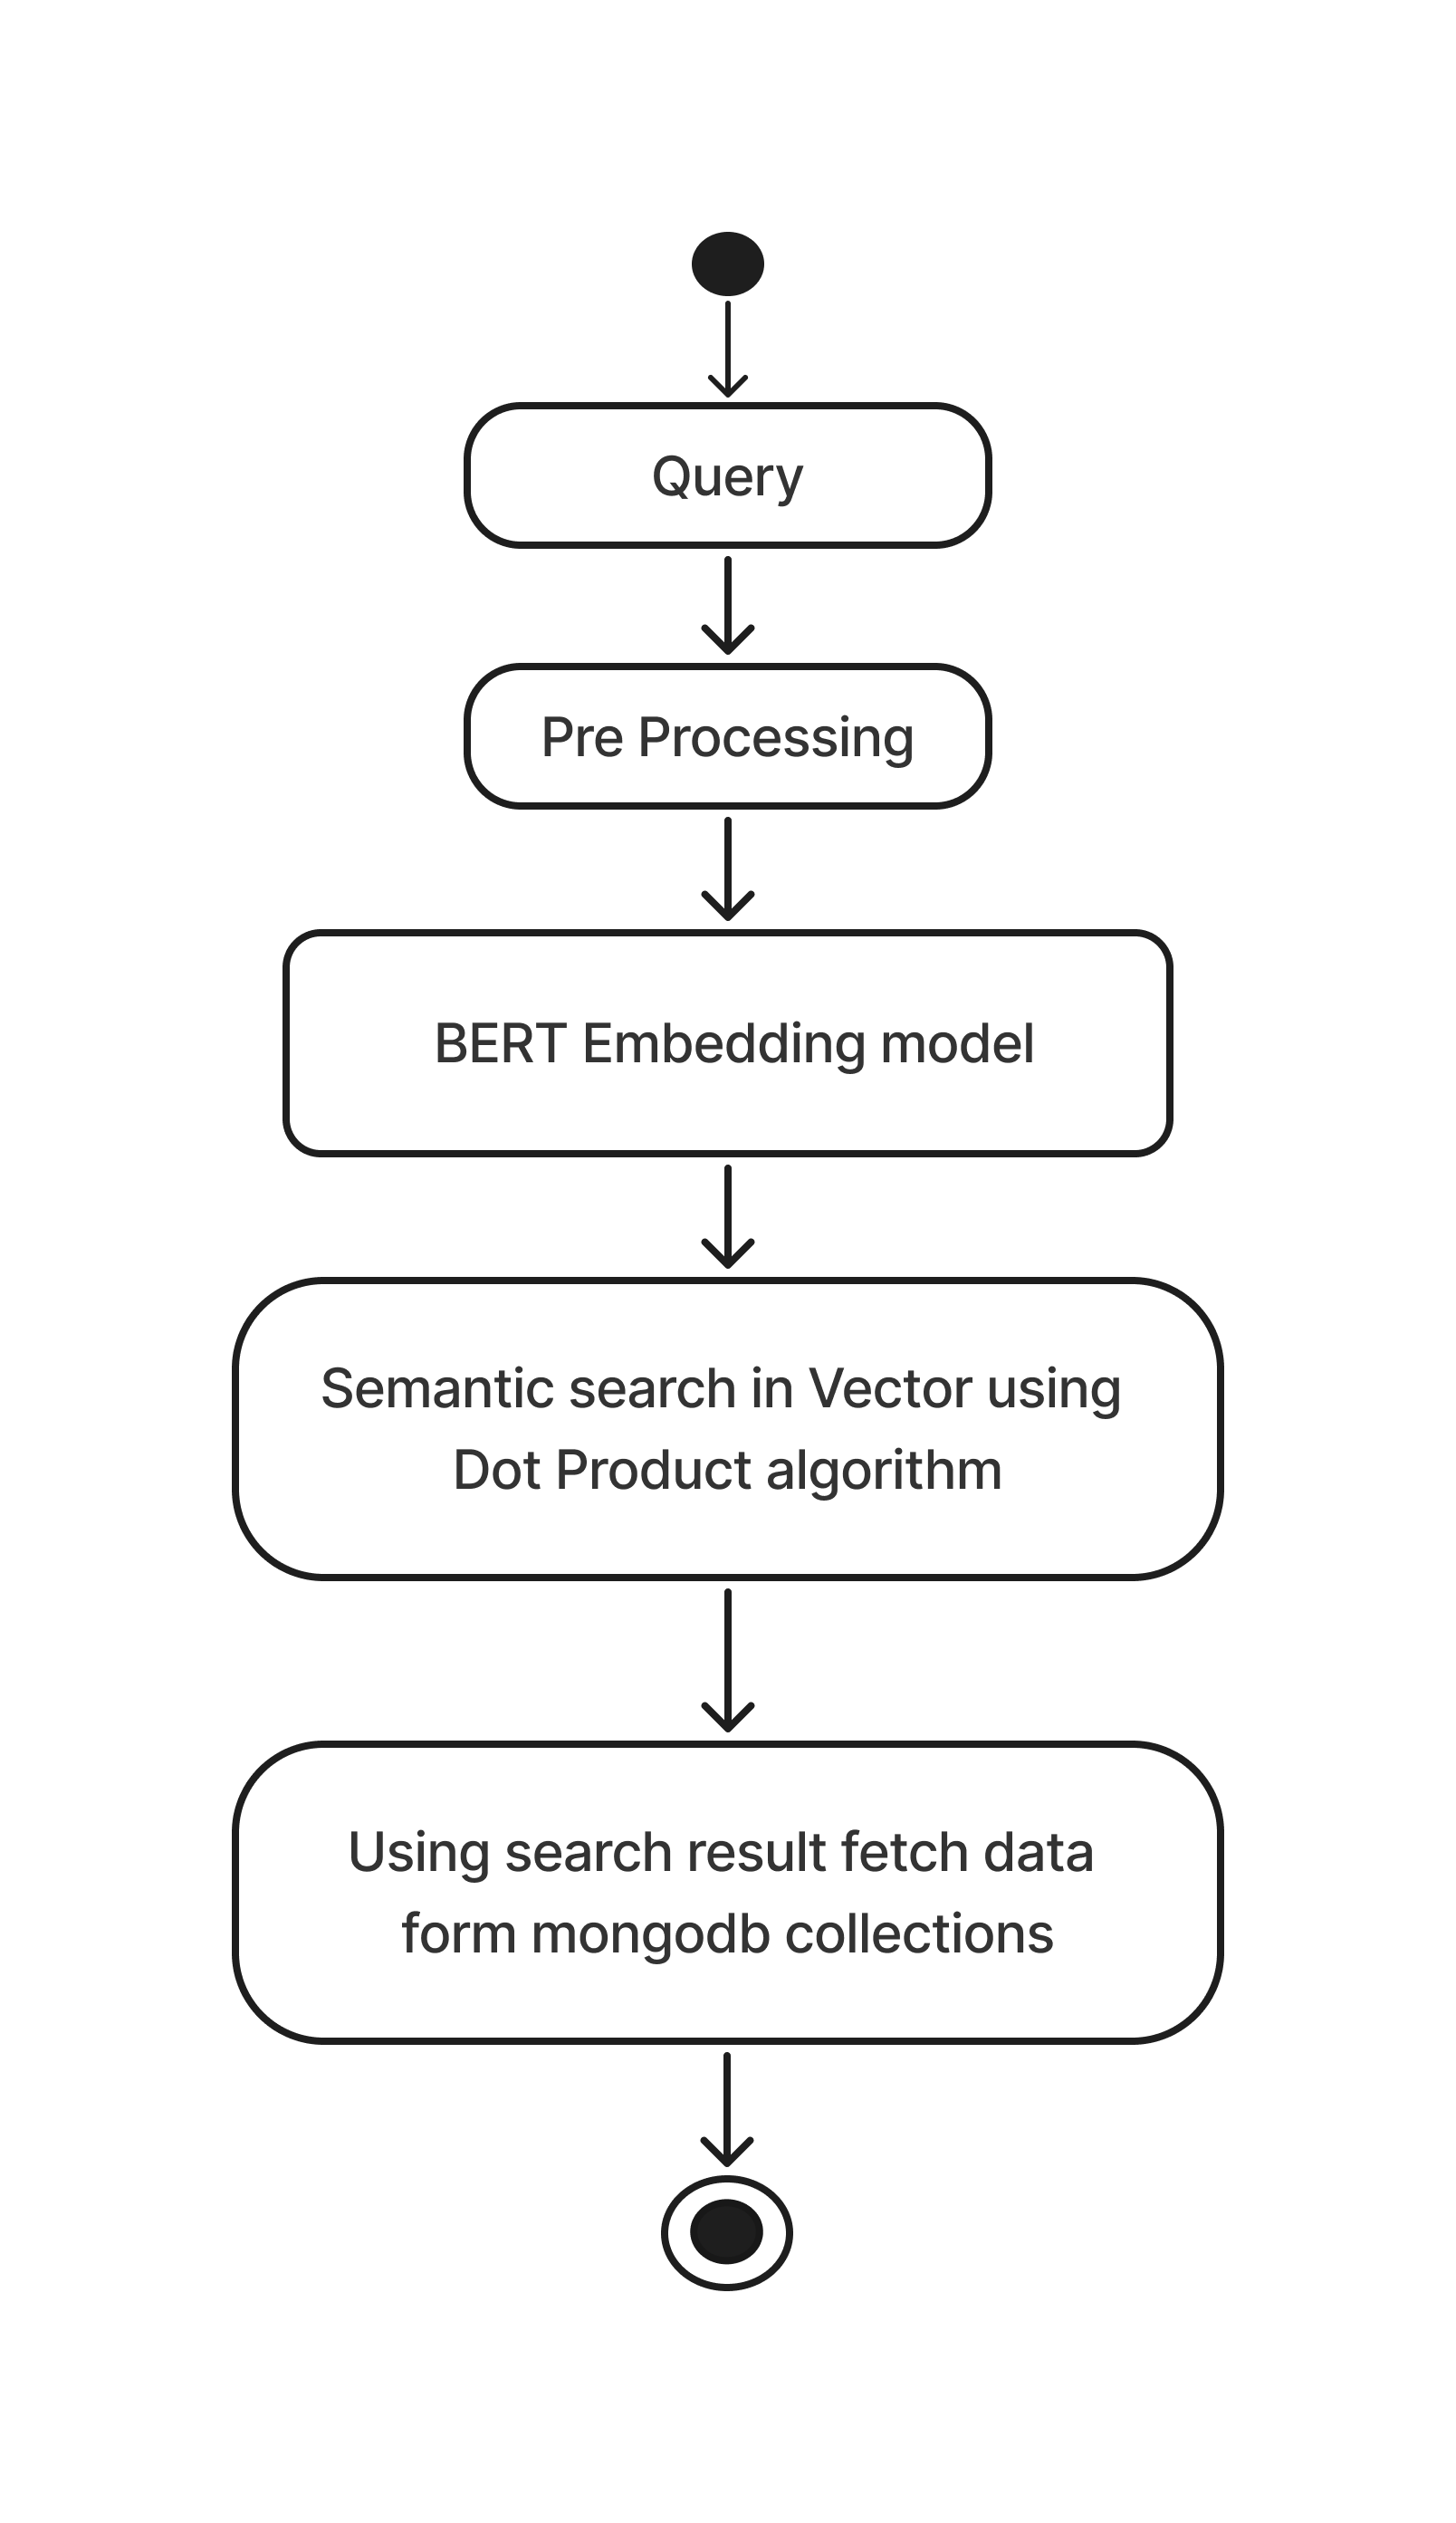 Query
Pre Processing
BERT Embedding model
Semantic search in Vector using
Dot Product algorithm
Using search result fetch data
form mongodb collections